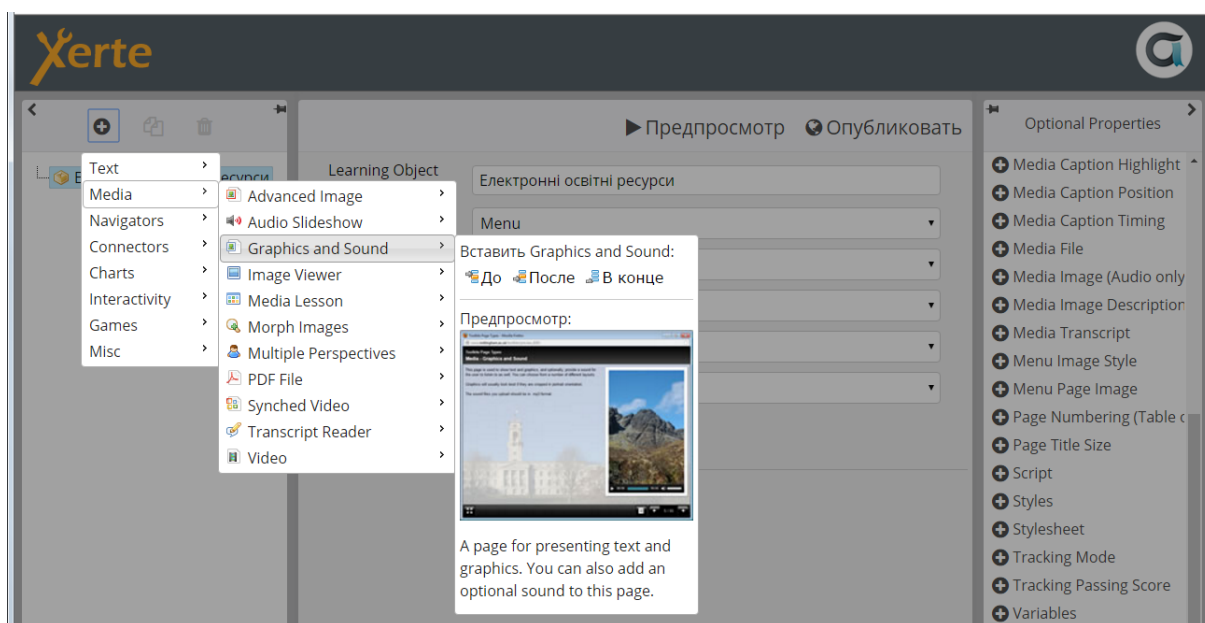 Xerte
Предпросмотр Опубликовать
Optional Properties
Text
Media
Navigators
Connectors
Charts
Interactivity
Games
Misc
Advanced Image
Audio Slideshow
Graphics and Sound
Image Viewer
Media Lesson
Morph Images
Multiple Perspectives
PDF File
Synched Video
Transcript Reader
Video
Вставить Graphics and Sound:
До После В конце
Предпросмотр:
Media - Graphics and Sound
A page for presenting text and
graphics. You can also add an
optional sound to this page.
Learning Object
Електронні освітні ресурси
Menu
Media Caption Highlight
Media Caption Position
Media Caption Timing
Media File
Media Image (Audio only
Media Image Description
Media Transcript
Menu Image Style
Menu Page Image
Page Numbering (Table
Page Title Size
Script
Styles
Stylesheet
Tracking Mode
Tracking Passing Score
Variables